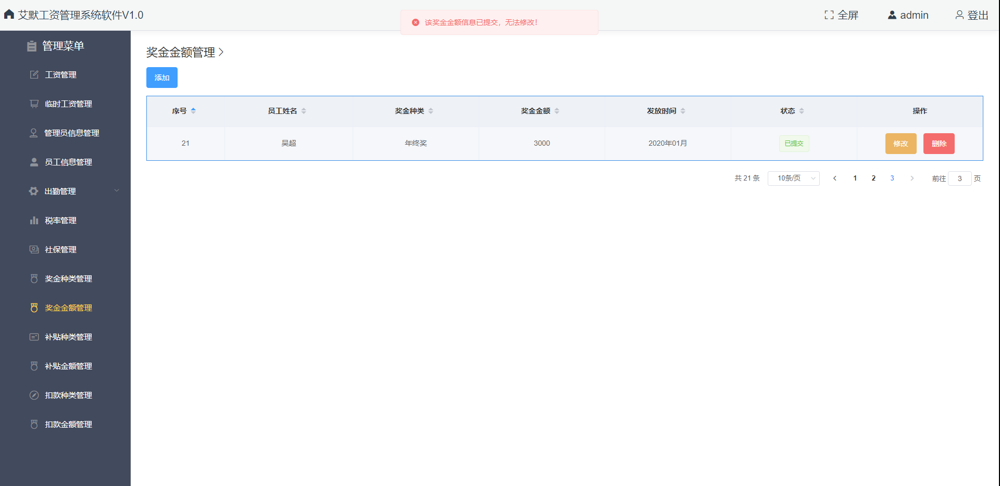 艾默工资管理系统软件V1.0
该奖金金额信息已提交，无法修改！
全屏
admin
登出
管理菜单
工资管理
临时工资管理
管理员信息管理
员工信息管理
出勤管理
税率管理
社保管理
奖金种类管理
奖金金额管理
补贴种类管理
补贴金额管理
扣款种类管理
扣款金额管理
奖金金额管理
添加
序号 员工姓名 奖金种类 奖金金额 发放时间 状态 操作
21 吴超 年终奖 3000 2020年01月 已提交 修改 删除
共 21 条 10条/页 1 2 3 前往 3 页